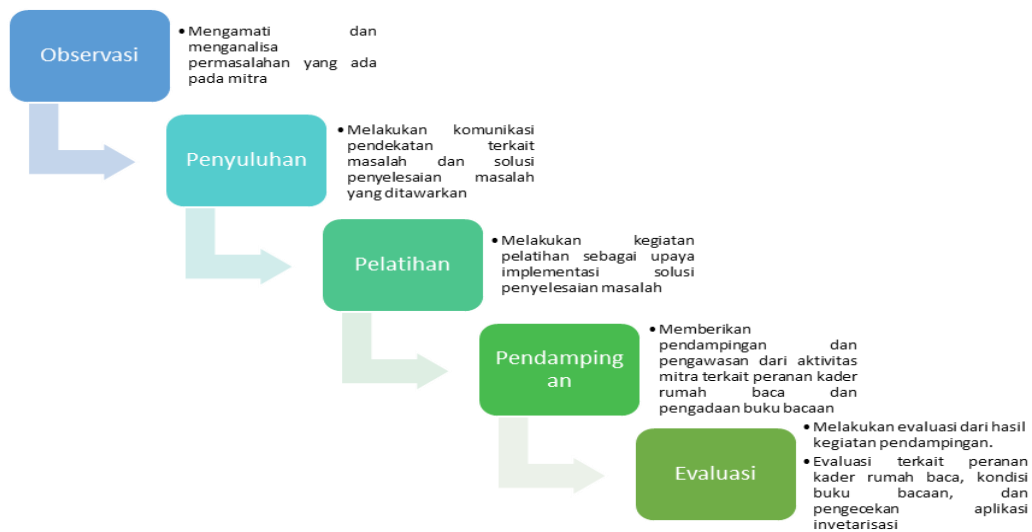 Observasi
• Mengamati dan
menganalisa
permasalahan yang ada
pada mitra
Penyuluhan
• Melakukan komunikasi
pendekatan terkait
masalah dan solusi
penyelesaian masalah
yang ditawarkan
Pelatihan
• Melakukan kegiatan
pelatihan sebagai upaya
implementasi solusi
penyelesaian masalah
Pendamping
an
• Memberikan
pendampingan dan
pengawasan dari aktivitas
mitra terkait peranan kader
rumah baca dan
pengadaan buku bacaan
Evaluasi
• Melakukan evaluasi dari hasil
kegiatan pendampingan.
• Evaluasi terkait peranan
kader rumah baca, kondisi
buku bacaan, dan
pengecekan aplikasi
invetarisasi